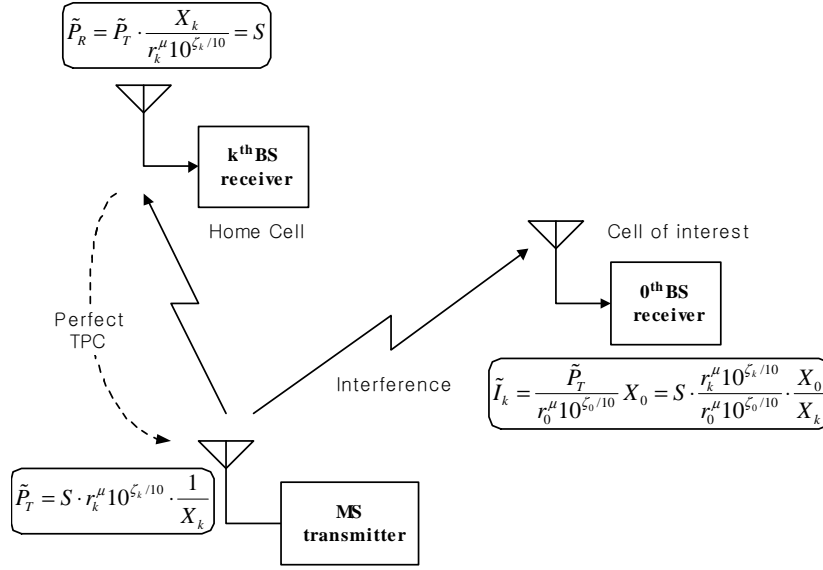 P̃_R = P̃_T · X_k / (r_k^μ 10^{ζ_k/10}) = S
k^th BS
receiver
Home Cell
Cell of interest
0^th BS
receiver
Perfect
TPC
Interference
Ĩ_k = P̃_T / (r_0^μ 10^{ζ_0/10}) X_0 = S · (r_k^μ 10^{ζ_k/10}) / (r_0^μ 10^{ζ_0/10}) · X_0 / X_k
P̃_T = S · r_k^μ 10^{ζ_k/10} · 1 / X_k
MS
transmitter